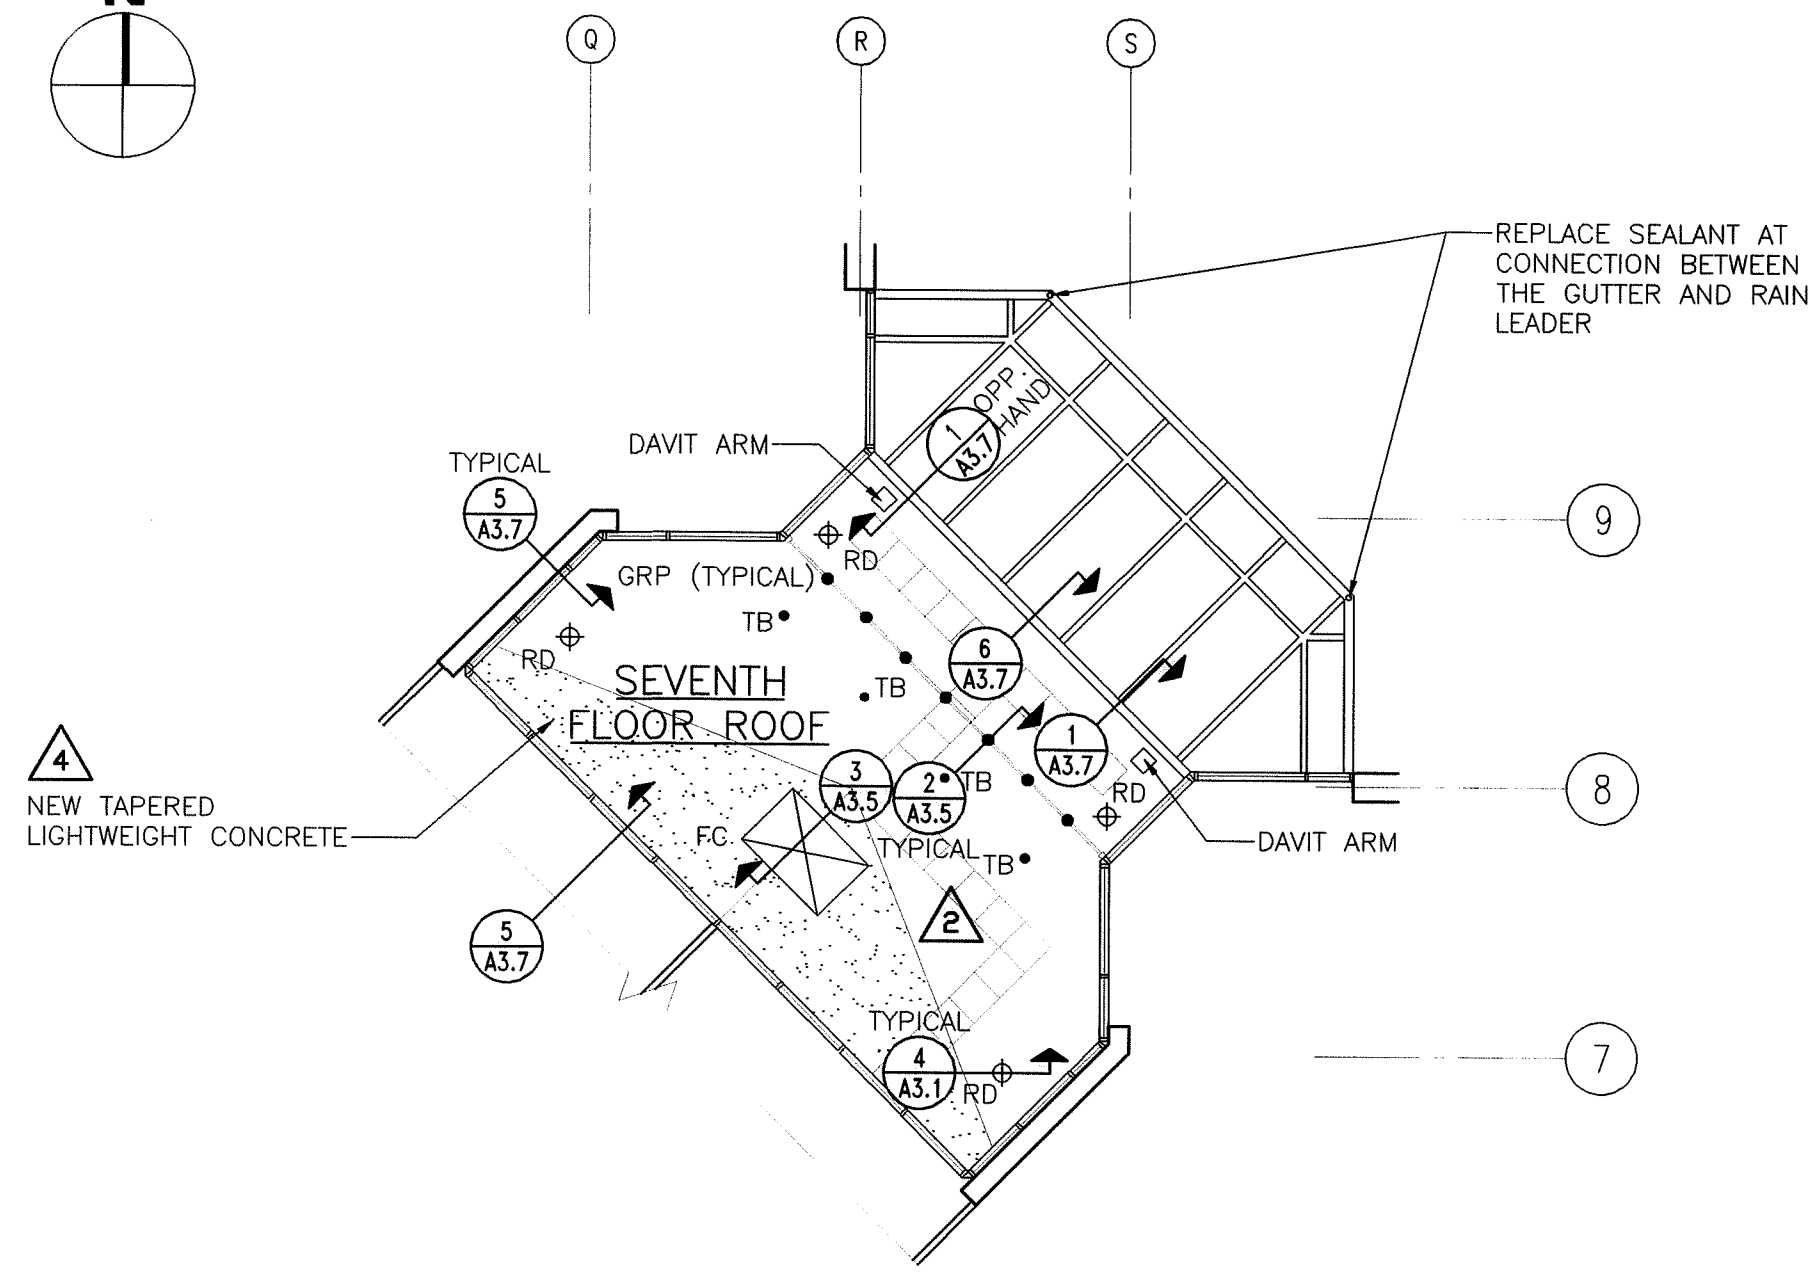 N
Q
R
S
REPLACE SEALANT AT
CONNECTION BETWEEN
THE GUTTER AND RAIN
LEADER
OPP.
HAND
1
A3.7
DAVIT ARM
TYPICAL
5
A3.7
9
RD
GRP (TYPICAL)
TB
RD
6
A3.7
SEVENTH
FLOOR ROOF
TB
4
NEW TAPERED
LIGHTWEIGHT CONCRETE
1
A3.7
3
A3.5
2
A3.5
TB
RD
8
F.C.
TYPICAL
TB
DAVIT ARM
2
5
A3.7
TYPICAL
4
A3.1
RD
7